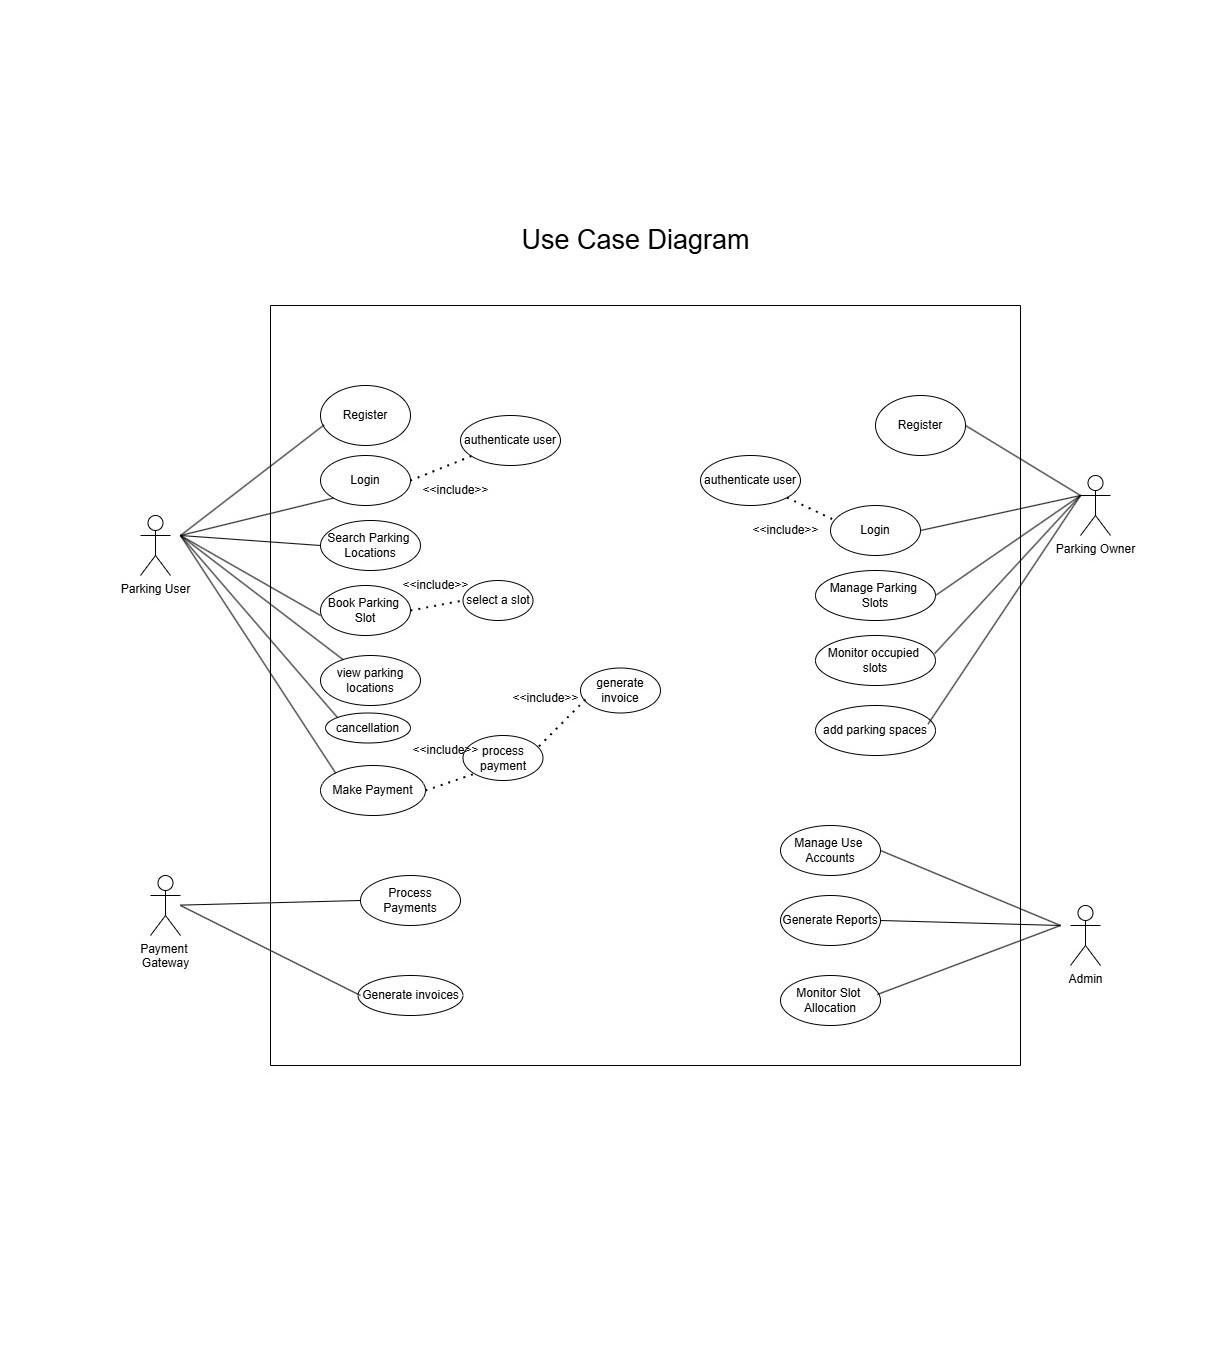 Use Case Diagram
Register
authenticate user
Login
<<include>>
Search Parking
Locations
Parking User
<<include>>
Book Parking
Slot
select a slot
view parking
locations
generate
invoice
<<include>>
cancellation
<<include>>
process
payment
Make Payment
Process
Payments
Payment
Gateway
Generate invoices
Register
authenticate user
<<include>>
Login
Parking Owner
Manage Parking
Slots
Monitor occupied
slots
add parking spaces
Manage Use
Accounts
Generate Reports
Admin
Monitor Slot
Allocation